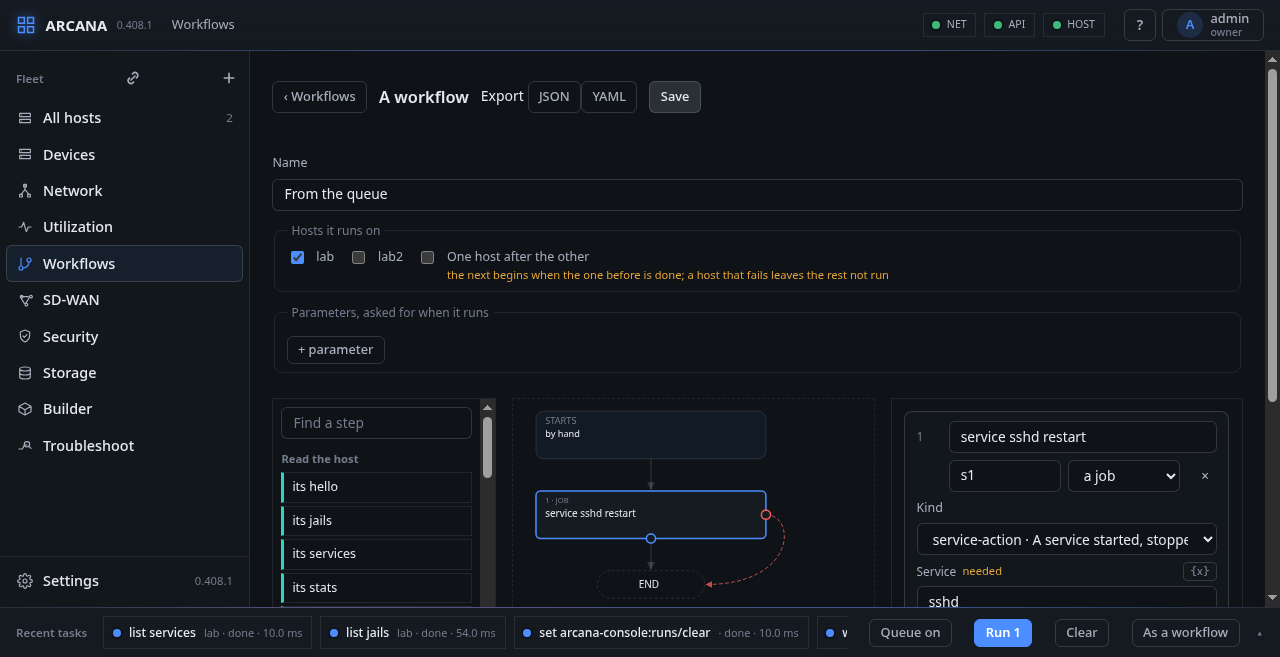 ARCANA 0.408.1 Workflows NET API HOST ? A admin
owner
Fleet
All hosts 2
Devices
Network
Utilization
Workflows
SD-WAN
Security
Storage
Builder
Troubleshoot
Settings 0.408.1
‹ Workflows A workflow Export JSON YAML Save
Name
From the queue
Hosts it runs on
lab lab2 One host after the other
the next begins when the one before is done; a host that fails leaves the rest not run
Parameters, asked for when it runs
+ parameter
Find a step
Read the host
its hello
its jails
its services
its stats
STARTS
by hand
1 · JOB
service sshd restart
END
1 service sshd restart
s1 a job ×
Kind
service-action · A service started, stoppe
Service needed {x}
sshd
Recent tasks list services lab · done · 10.0 ms list jails lab · done · 54.0 ms set arcana-console:runs/clear · done · 10.0 ms Queue on Run 1 Clear As a workflow